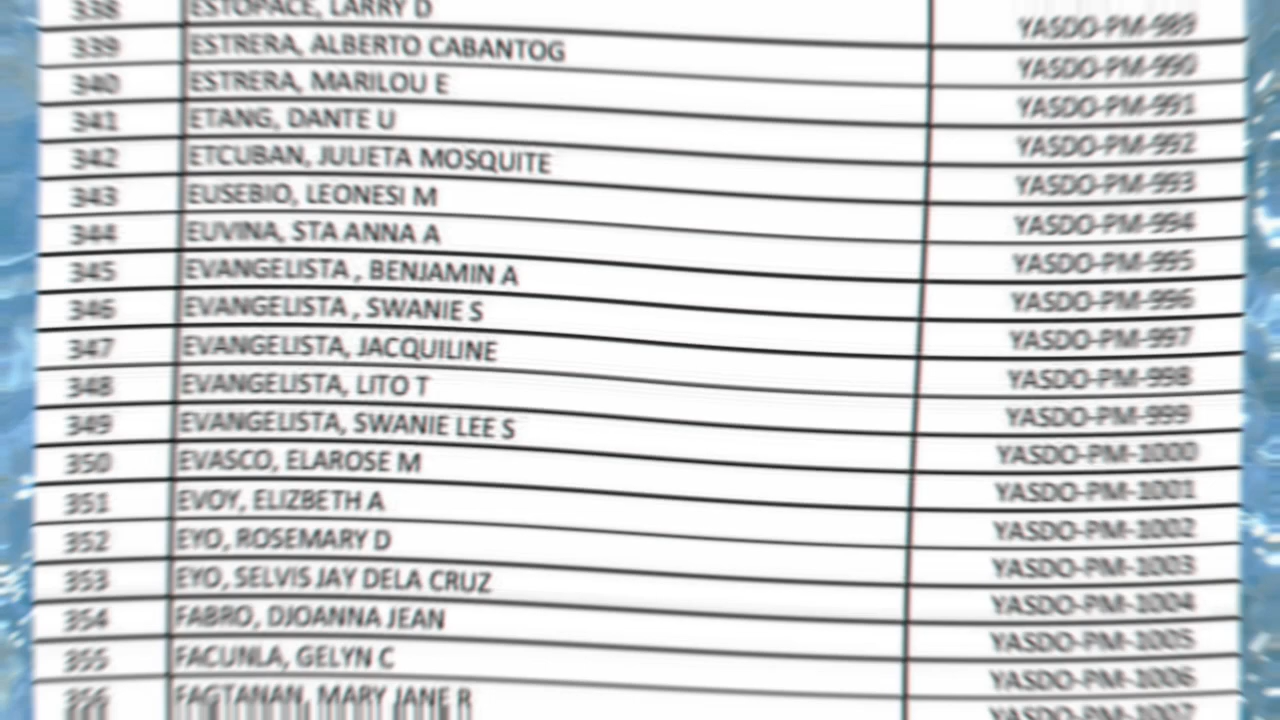 338 ESTOPACE, LARRY D YASDO-PM-989
339 ESTRERA, ALBERTO CABANTOG YASDO-PM-990
340 ESTRERA, MARILOU E YASDO-PM-991
341 ETANG, DANTE U YASDO-PM-992
342 ETCUBAN, JULIETA MOSQUITE YASDO-PM-993
343 EUSEBIO, LEONESI M YASDO-PM-994
344 EUVINA, STA ANNA A YASDO-PM-995
345 EVANGELISTA , BENJAMIN A YASDO-PM-996
346 EVANGELISTA , SWANIE S YASDO-PM-997
347 EVANGELISTA, JACQUILINE YASDO-PM-998
348 EVANGELISTA, LITO T YASDO-PM-999
349 EVANGELISTA, SWANIE LEE S YASDO-PM-1000
350 EVASCO, ELAROSE M YASDO-PM-1001
351 EVOY, ELIZBETH A YASDO-PM-1002
352 EYO, ROSEMARY D YASDO-PM-1003
353 EYO, SELVIS JAY DELA CRUZ YASDO-PM-1004
354 FABRO, DJOANNA JEAN YASDO-PM-1005
355 FACUNLA, GELYN C YASDO-PM-1006
356 FAGTANAN, MARY JANE R YASDO-PM-1007